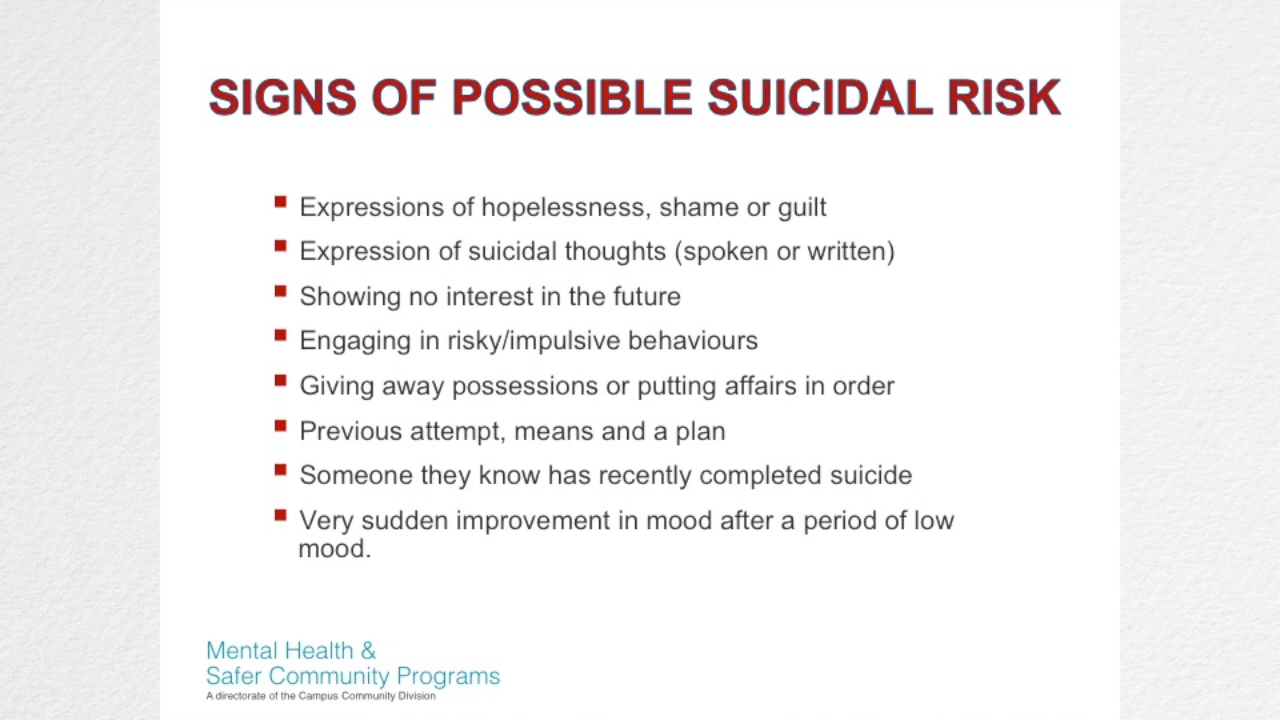 SIGNS OF POSSIBLE SUICIDAL RISK
Expressions of hopelessness, shame or guilt
Expression of suicidal thoughts (spoken or written)
Showing no interest in the future
Engaging in risky/impulsive behaviours
Giving away possessions or putting affairs in order
Previous attempt, means and a plan
Someone they know has recently completed suicide
Very sudden improvement in mood after a period of low
mood.
Mental Health &
Safer Community Programs
A directorate of the Campus Community Division